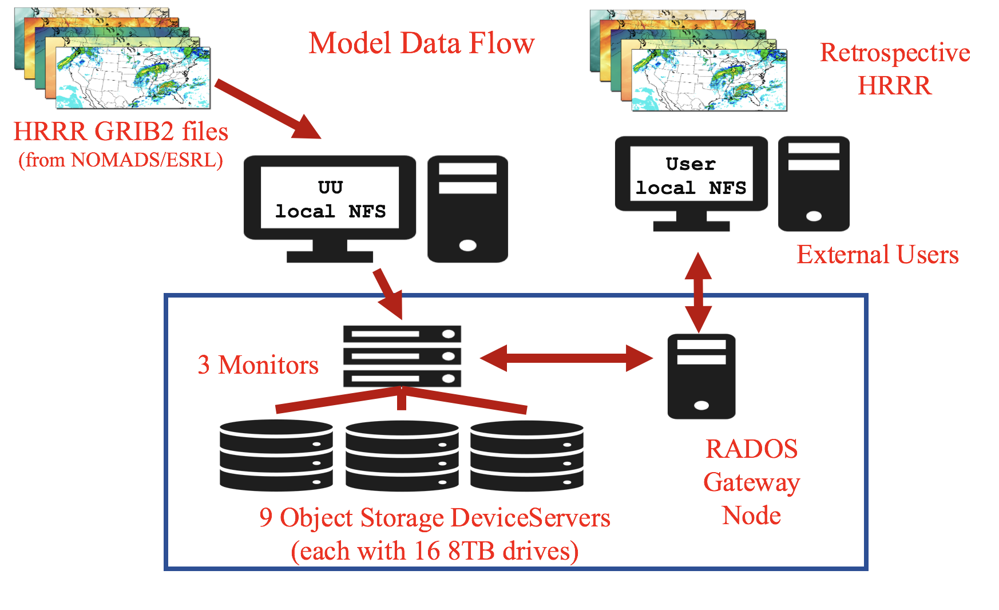 Model Data Flow
HRRR GRIB2 files
(from NOMADS/ESRL)
Retrospective
HRRR
UU
local NFS
User
local NFS
External Users
3 Monitors
RADOS
Gateway
Node
9 Object Storage DeviceServers
(each with 16 8TB drives)